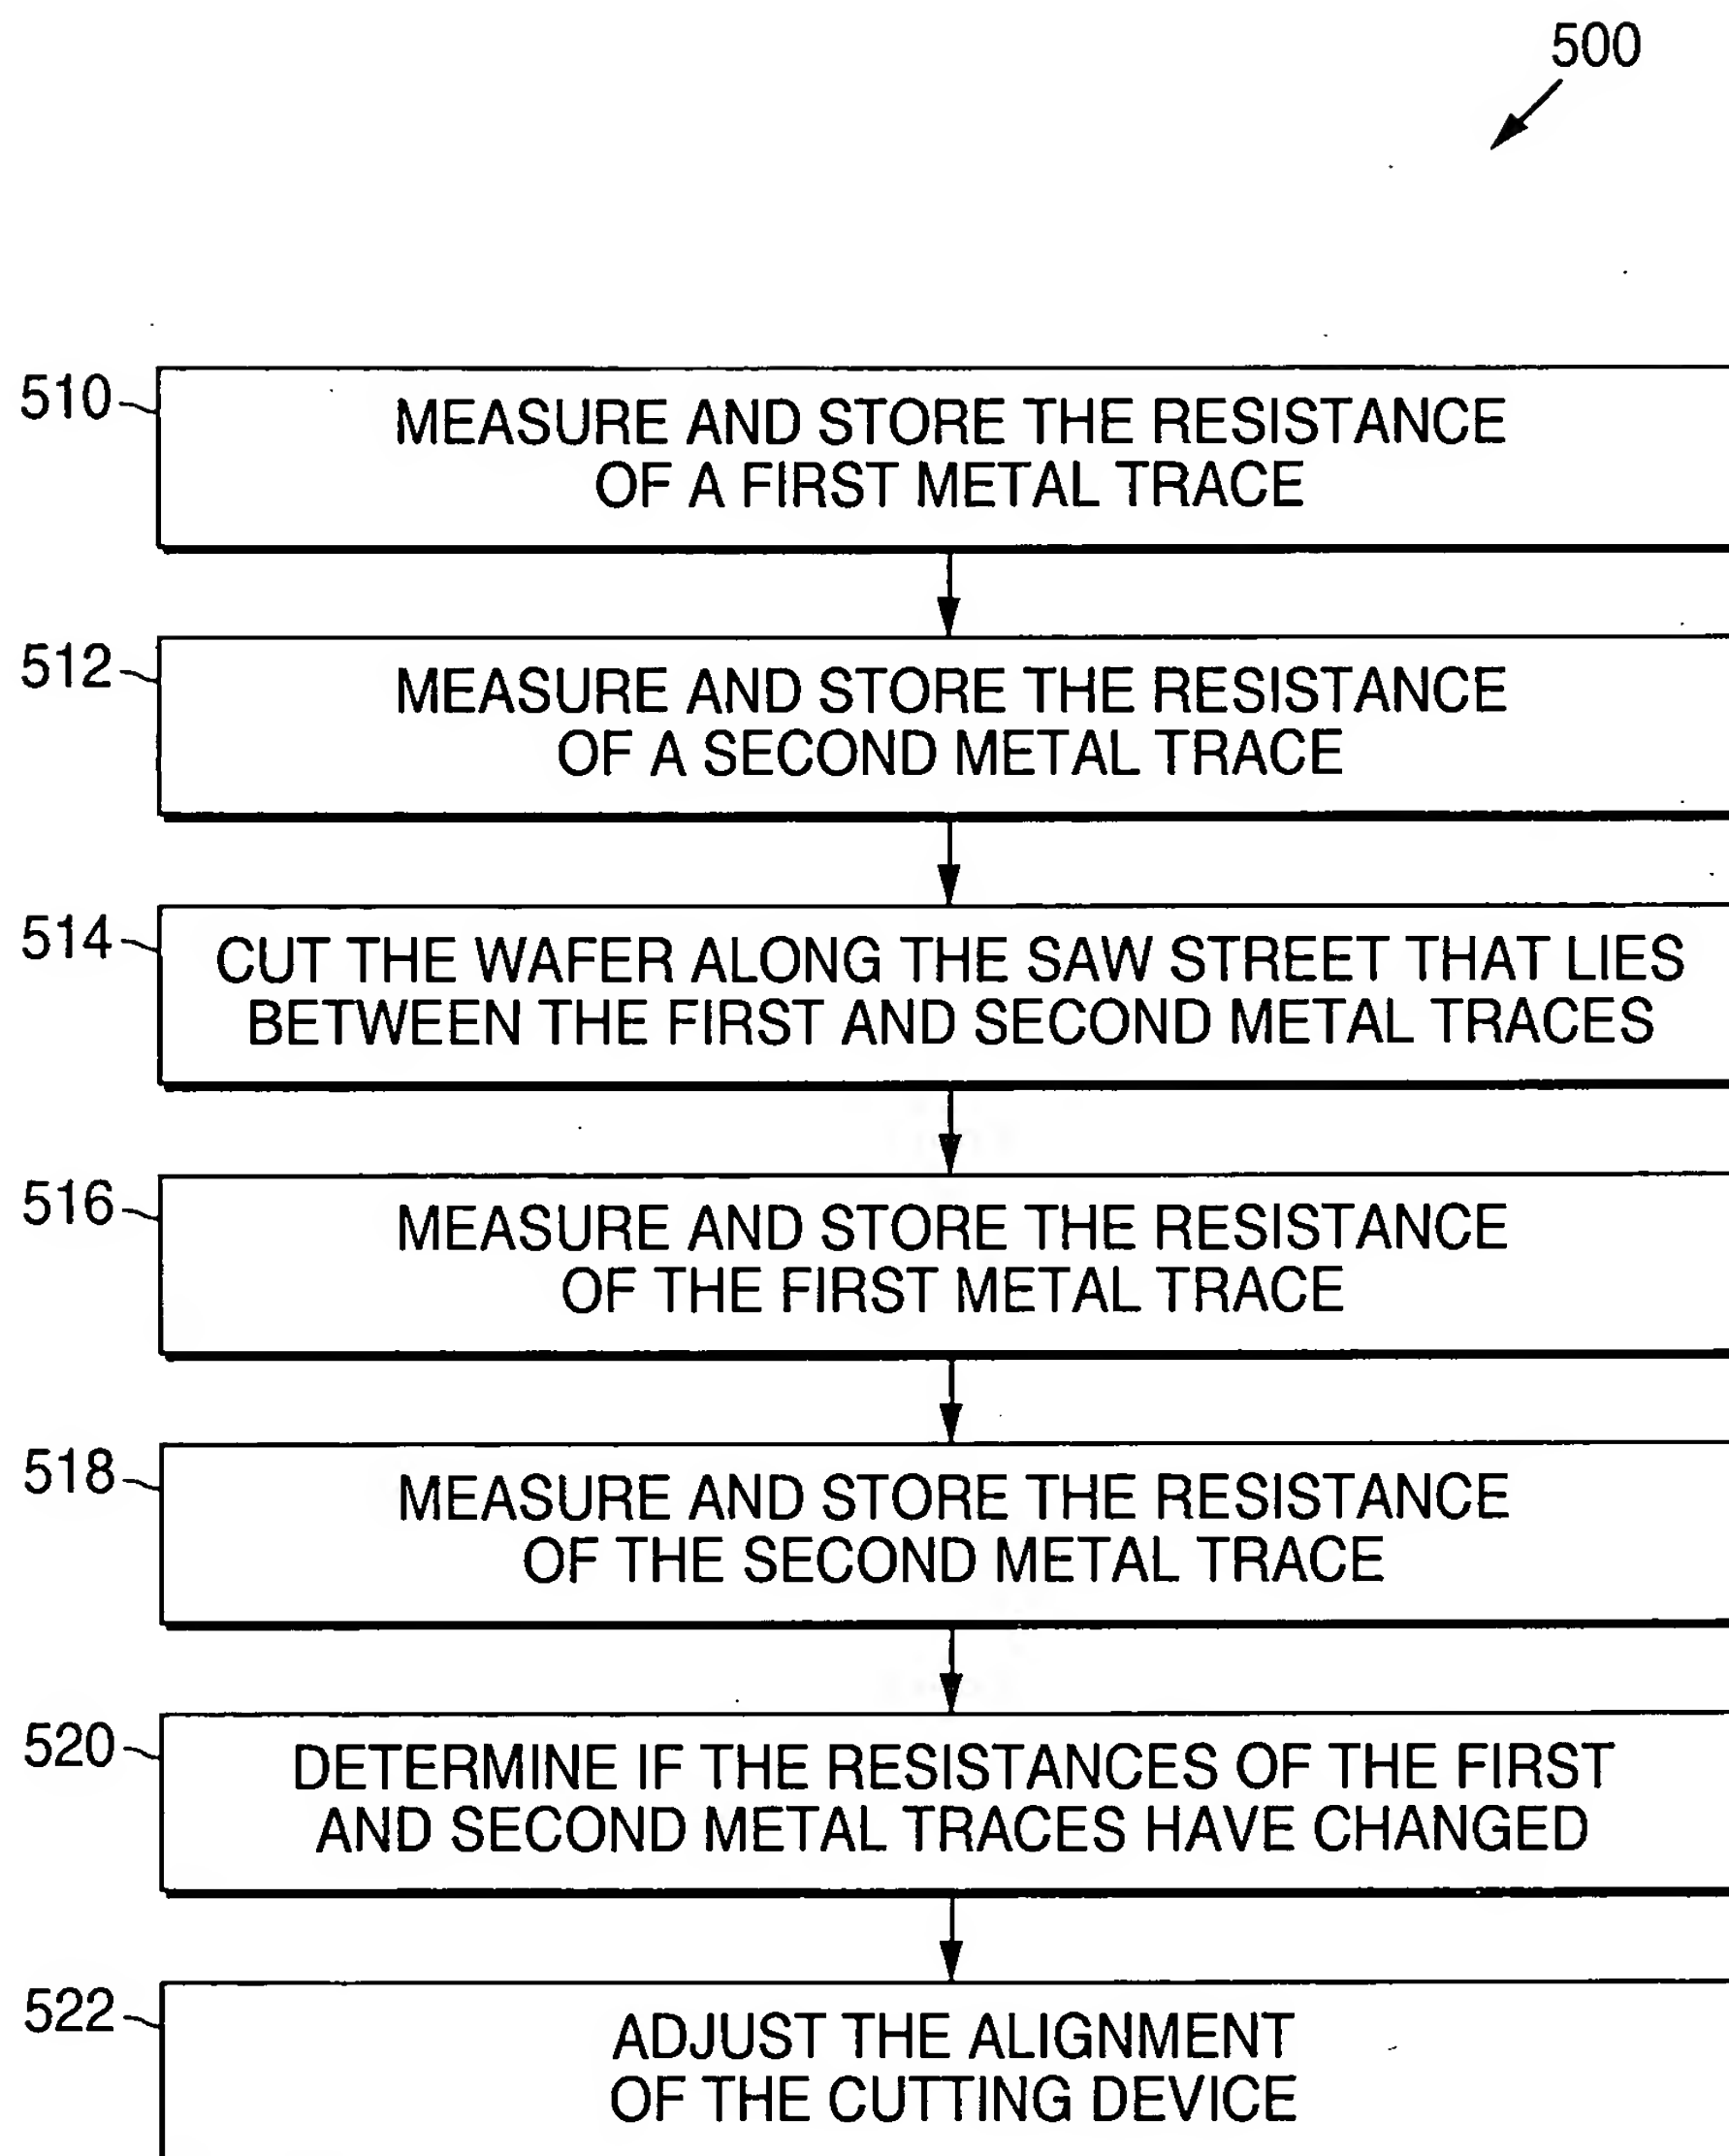 500
510
MEASURE AND STORE THE RESISTANCE
OF A FIRST METAL TRACE
512
MEASURE AND STORE THE RESISTANCE
OF A SECOND METAL TRACE
514
CUT THE WAFER ALONG THE SAW STREET THAT LIES
BETWEEN THE FIRST AND SECOND METAL TRACES
516
MEASURE AND STORE THE RESISTANCE
OF THE FIRST METAL TRACE
518
MEASURE AND STORE THE RESISTANCE
OF THE SECOND METAL TRACE
520
DETERMINE IF THE RESISTANCES OF THE FIRST
AND SECOND METAL TRACES HAVE CHANGED
522
ADJUST THE ALIGNMENT
OF THE CUTTING DEVICE